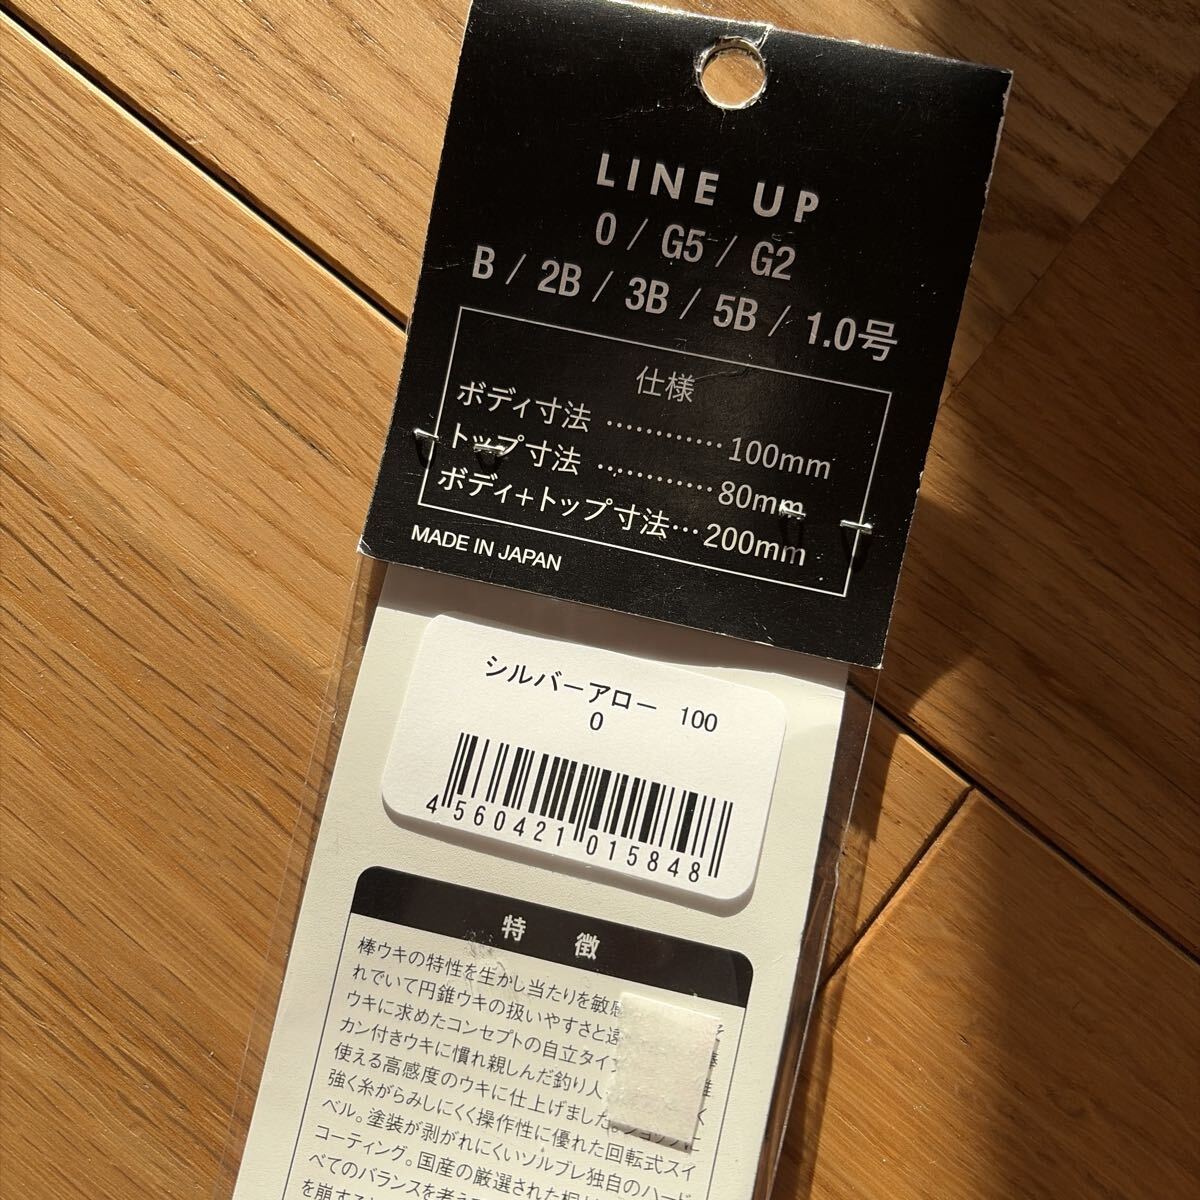 LINE UP
0 / G5 / G2
B / 2B / 3B / 5B / 1.0号
仕様
ボディ寸法 ………… 100mm
トップ寸法 ………… 80mm
ボディ+トップ寸法… 200mm
MADE IN JAPAN
シルバーアロー 100
0
4 560421 015848
特 徴
棒ウキの特性を生かし当たりを敏感
れでいて円錐ウキの扱いやすさと遠
ウキに求めたコンセプトの自立タイ
カン付きウキに慣れ親しんだ釣り人
使える高感度のウキに仕上げました。
強く糸がらみしにくく操作性に優れた回転式スイ
ベル。塗装が剥がれにくいソルブレ独自のハード
コーティング。国産の厳選された桐
べてのバランスを考え
を崩す